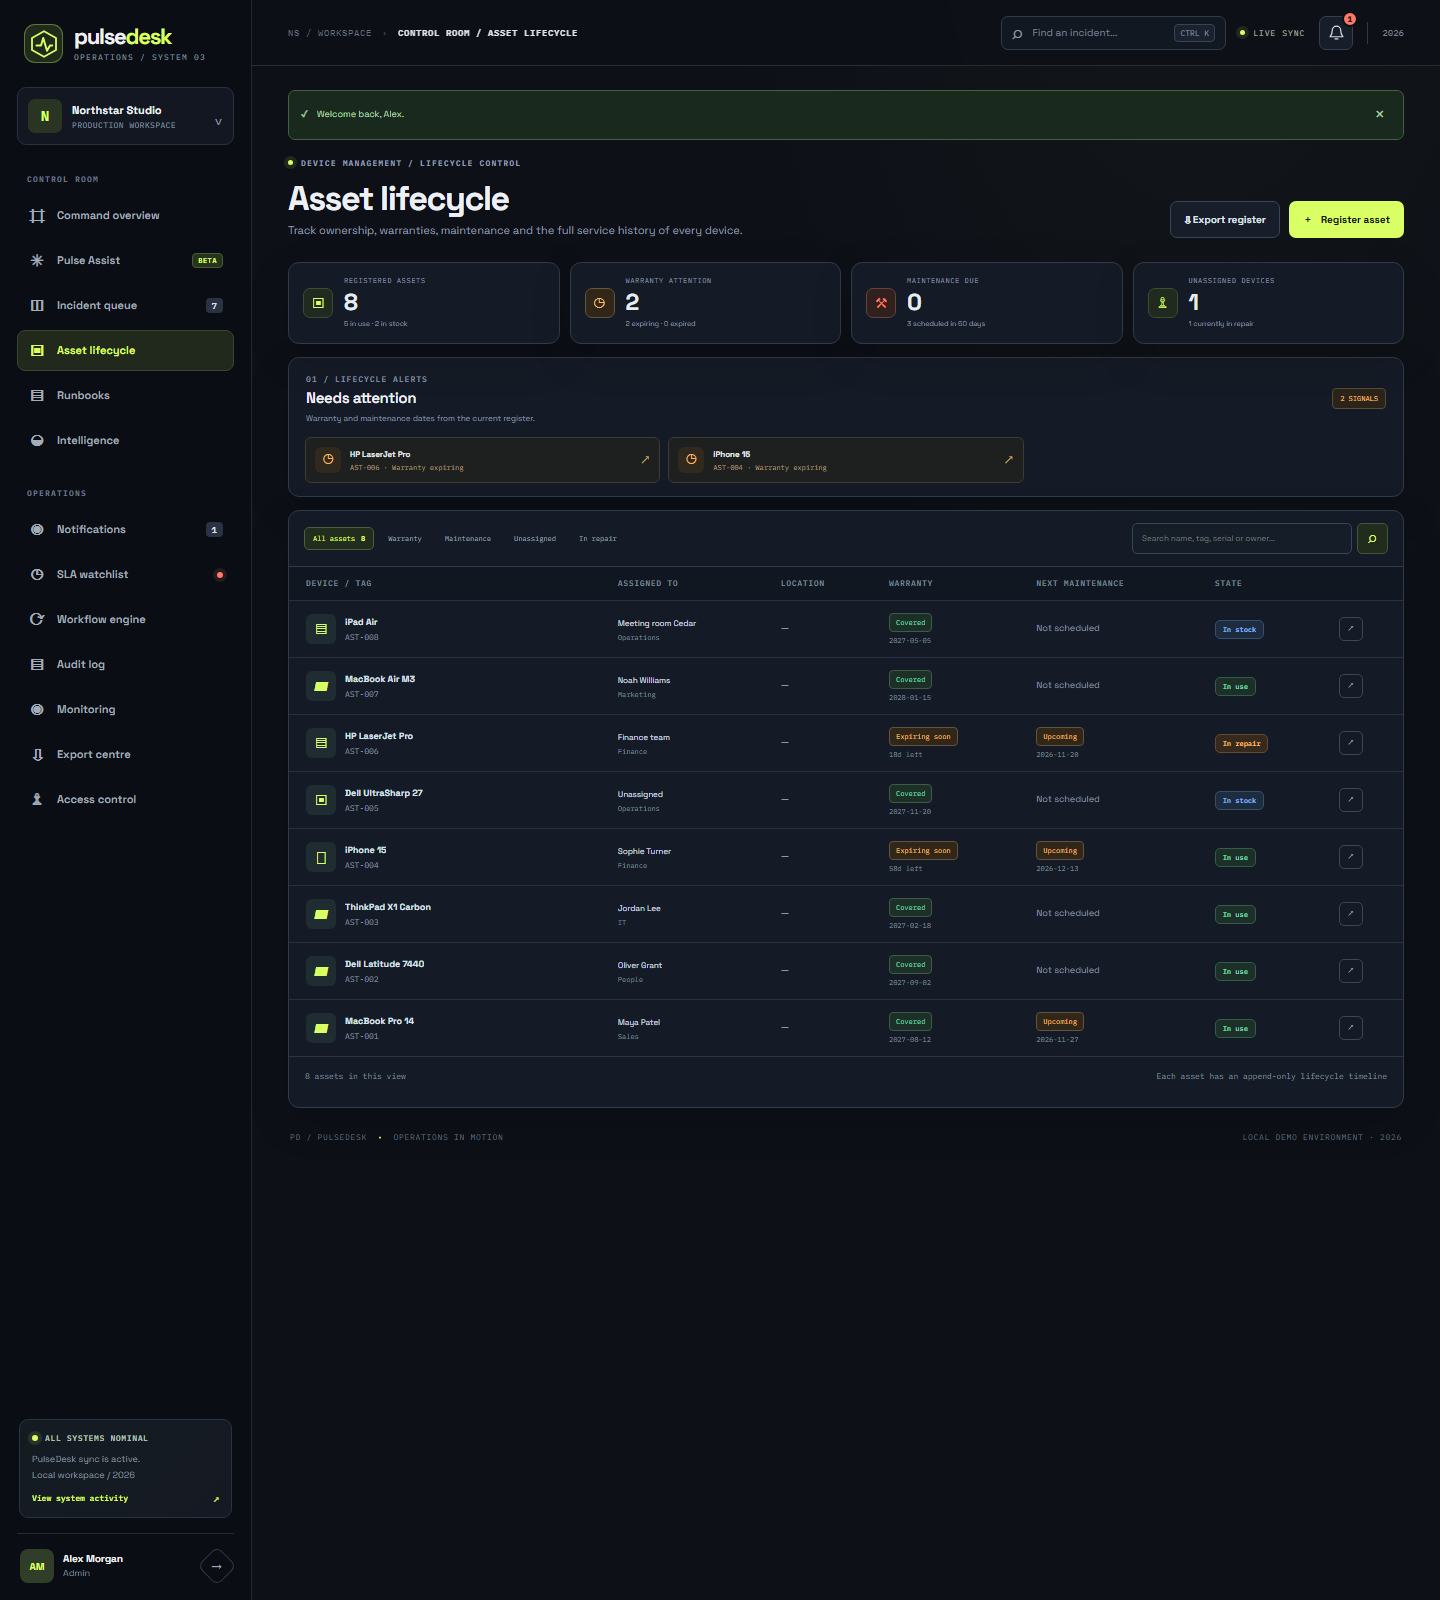 pulsedesk
OPERATIONS / SYSTEM 03
N
Northstar Studio
PRODUCTION WORKSPACE
CONTROL ROOM
Command overview
Pulse Assist BETA
Incident queue 7
Asset lifecycle
Runbooks
Intelligence
OPERATIONS
Notifications 1
SLA watchlist
Workflow engine
Audit log
Monitoring
Export centre
Access control
ALL SYSTEMS NOMINAL
PulseDesk sync is active.
Local workspace / 2026
View system activity ↗
AM
Alex Morgan
Admin
→
NS / WORKSPACE › CONTROL ROOM / ASSET LIFECYCLE
Find an incident... CTRL K
LIVE SYNC
1
2026
✓ Welcome back, Alex. ×
DEVICE MANAGEMENT / LIFECYCLE CONTROL
Asset lifecycle
Track ownership, warranties, maintenance and the full service history of every device.
Export register
+ Register asset
REGISTERED ASSETS
8
5 in use · 2 in stock
WARRANTY ATTENTION
2
2 expiring · 0 expired
MAINTENANCE DUE
0
3 scheduled in 60 days
UNASSIGNED DEVICES
1
1 currently in repair
01 / LIFECYCLE ALERTS
Needs attention
Warranty and maintenance dates from the current register.
2 SIGNALS
HP LaserJet Pro
AST-006 · Warranty expiring ↗
iPhone 15
AST-004 · Warranty expiring ↗
All assets 8 Warranty Maintenance Unassigned In repair
Search name, tag, serial or owner...
DEVICE / TAG ASSIGNED TO LOCATION WARRANTY NEXT MAINTENANCE STATE
iPad Air Meeting room Cedar — Covered Not scheduled In stock ↗
AST-008 Operations 2027-05-05
MacBook Air M3 Noah Williams — Covered Not scheduled In use ↗
AST-007 Marketing 2028-01-15
HP LaserJet Pro Finance team — Expiring soon Upcoming In repair ↗
AST-006 Finance 18d left 2026-11-20
Dell UltraSharp 27 Unassigned — Covered Not scheduled In stock ↗
AST-005 Operations 2027-11-20
iPhone 15 Sophie Turner — Expiring soon Upcoming In use ↗
AST-004 Finance 58d left 2026-12-13
ThinkPad X1 Carbon Jordan Lee — Covered Not scheduled In use ↗
AST-003 IT 2027-02-18
Dell Latitude 7440 Oliver Grant — Covered Not scheduled In use ↗
AST-002 People 2027-09-02
MacBook Pro 14 Maya Patel — Covered Upcoming In use ↗
AST-001 Sales 2027-08-12 2026-11-27
8 assets in this view
Each asset has an append-only lifecycle timeline
PD / PULSEDESK • OPERATIONS IN MOTION
LOCAL DEMO ENVIRONMENT · 2026